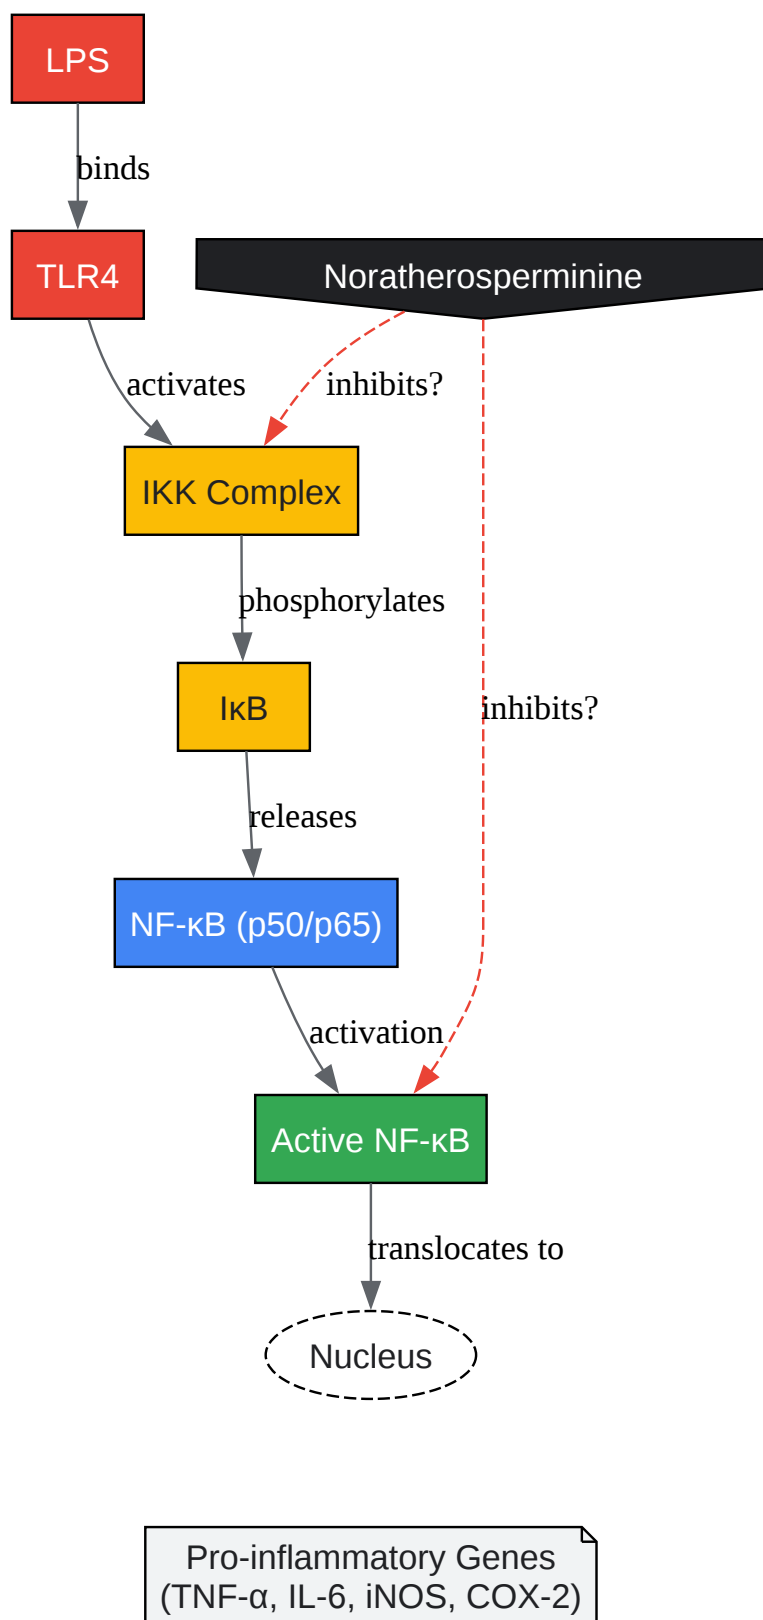 LPS
binds
TLR4
Noratherosperminine
activates
inhibits?
IKK Complex
phosphorylates
IκB
inhibits?
releases
NF-κB (p50/p65)
activation
Active NF-κB
translocates to
Nucleus
Pro-inflammatory Genes
(TNF-α, IL-6, iNOS, COX-2)